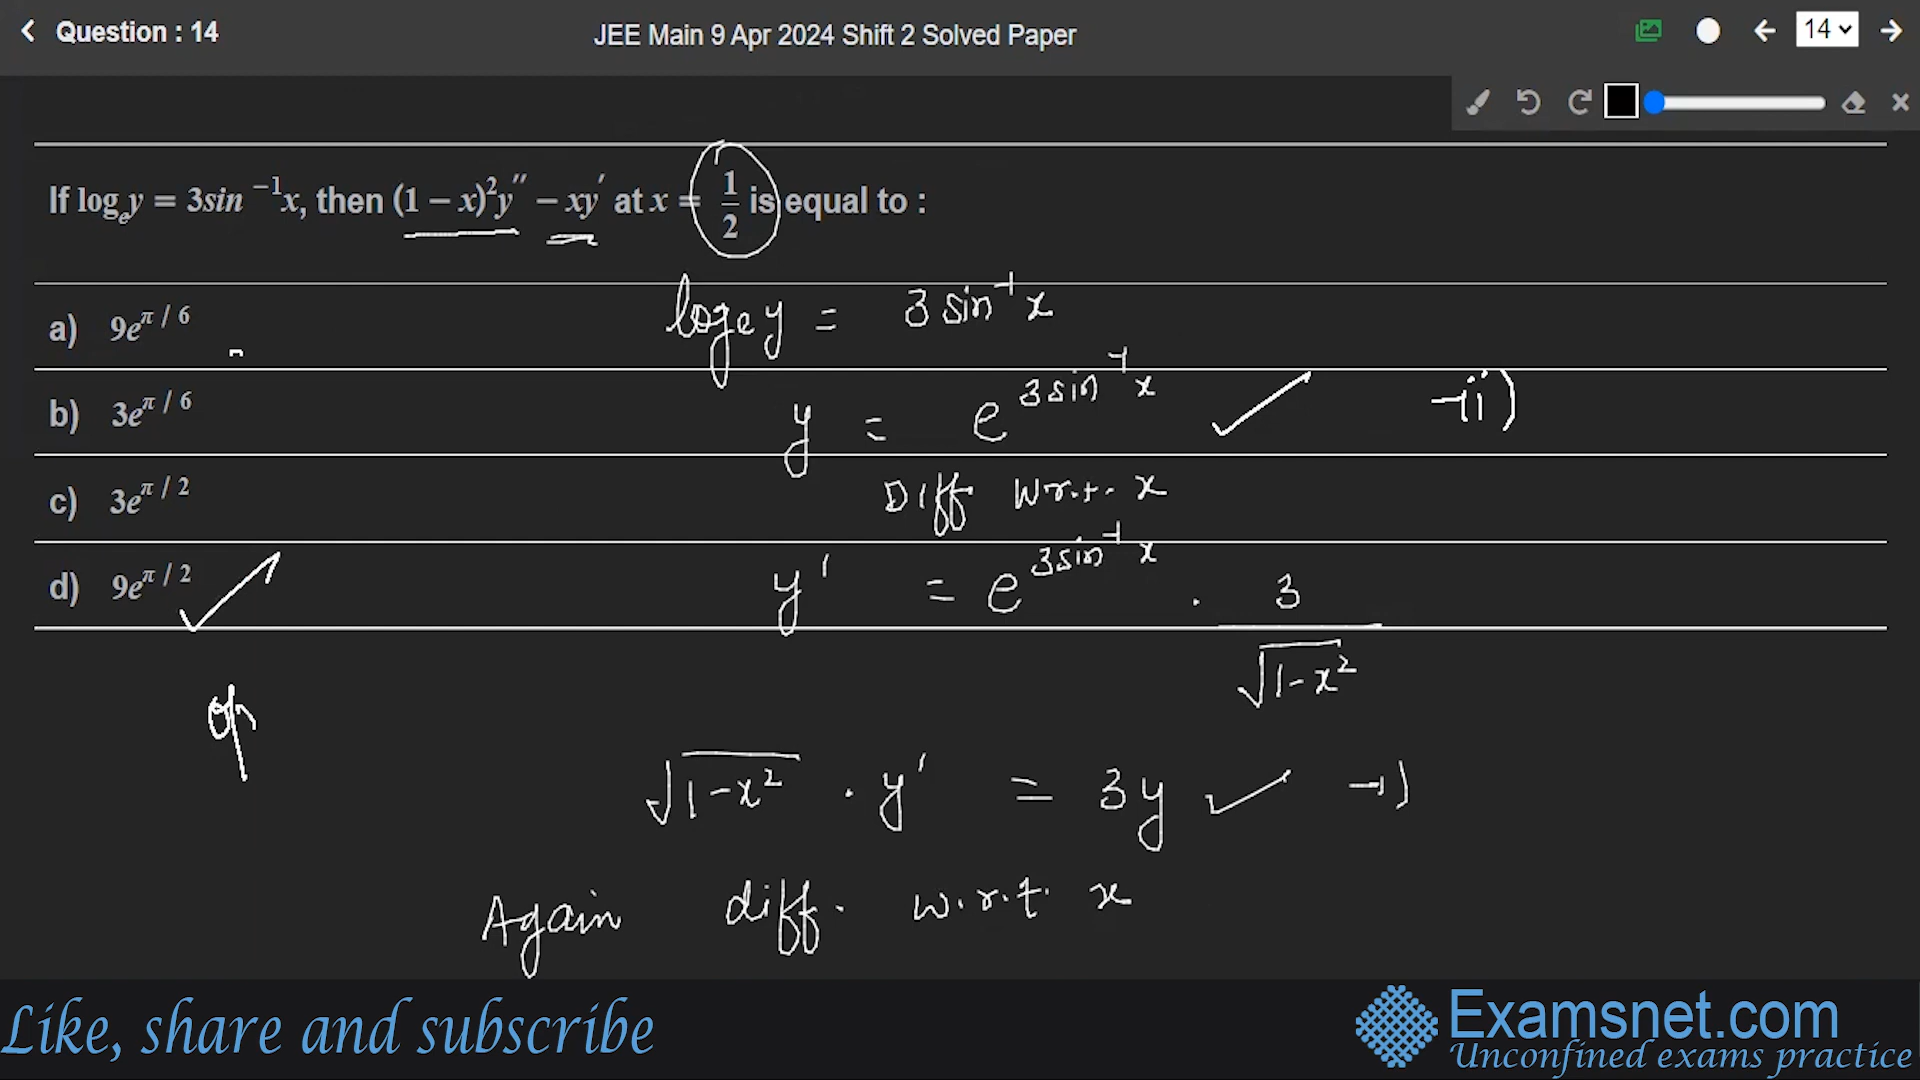 Question : 14
JEE Main 9 Apr 2024 Shift 2 Solved Paper
14
If logₑy = 3sin⁻¹x, then (1 − x)²y″ − xy′ at x = 1/2 is equal to :
a) 9e^(π / 6)
b) 3e^(π / 6)
c) 3e^(π / 2)
d) 9e^(π / 2)
logₑy = 3 sin⁻¹x
y = e^(3sin⁻¹x) -ii)
Diff w.r.t. x
y' = e^(3sin⁻¹x) . 3/√(1-x²)
√(1-x²) . y' = 3y -1)
Again diff. w.r.t. x
Like, share and subscribe
Examsnet.com
Unconfined exams practice